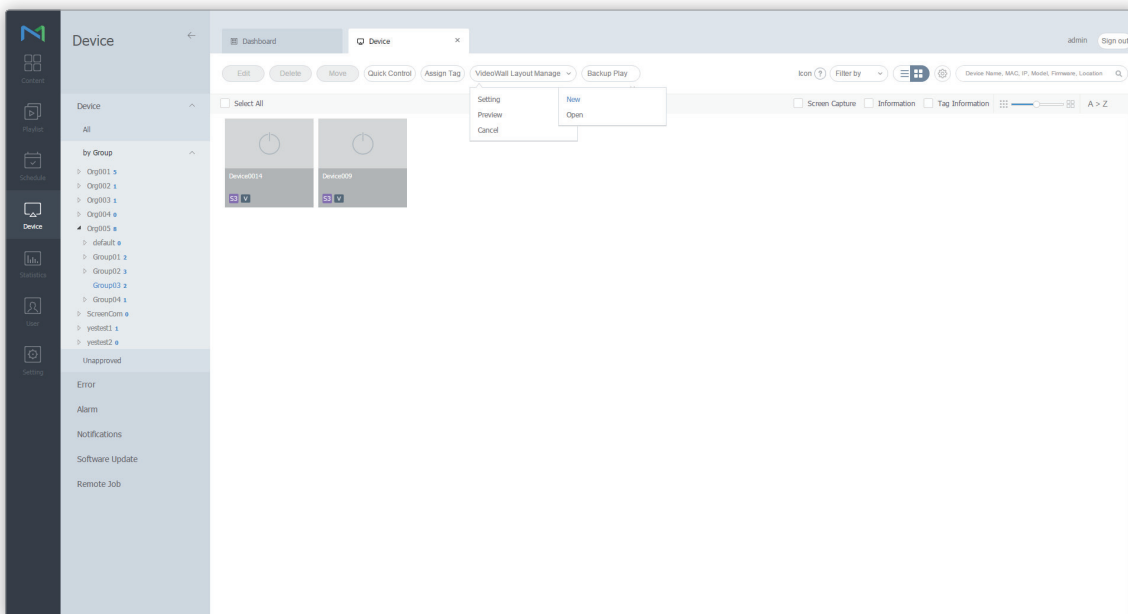 Device
Dashboard
Device
admin
Sign out
Content
Playlist
Schedule
Device
Statistics
User
Setting
Edit
Delete
Move
Quick Control
Assign Tag
VideoWall Layout Manage
Backup Play
Icon ?
Filter by
Device Name, MAC, IP, Model, Firmware, Location
Device
All
by Group
Org001 5
Org002 1
Org003 1
Org004 0
Org005 8
default 0
Group01 2
Group02 3
Group03 2
Group04 1
ScreenCom 0
yestest1 1
yestest2 0
Unapproved
Error
Alarm
Notifications
Software Update
Remote Job
Select All
Screen Capture
Information
Tag Information
A > Z
Setting
Preview
Cancel
New
Open
Device0014
S3 V
Device009
S3 V